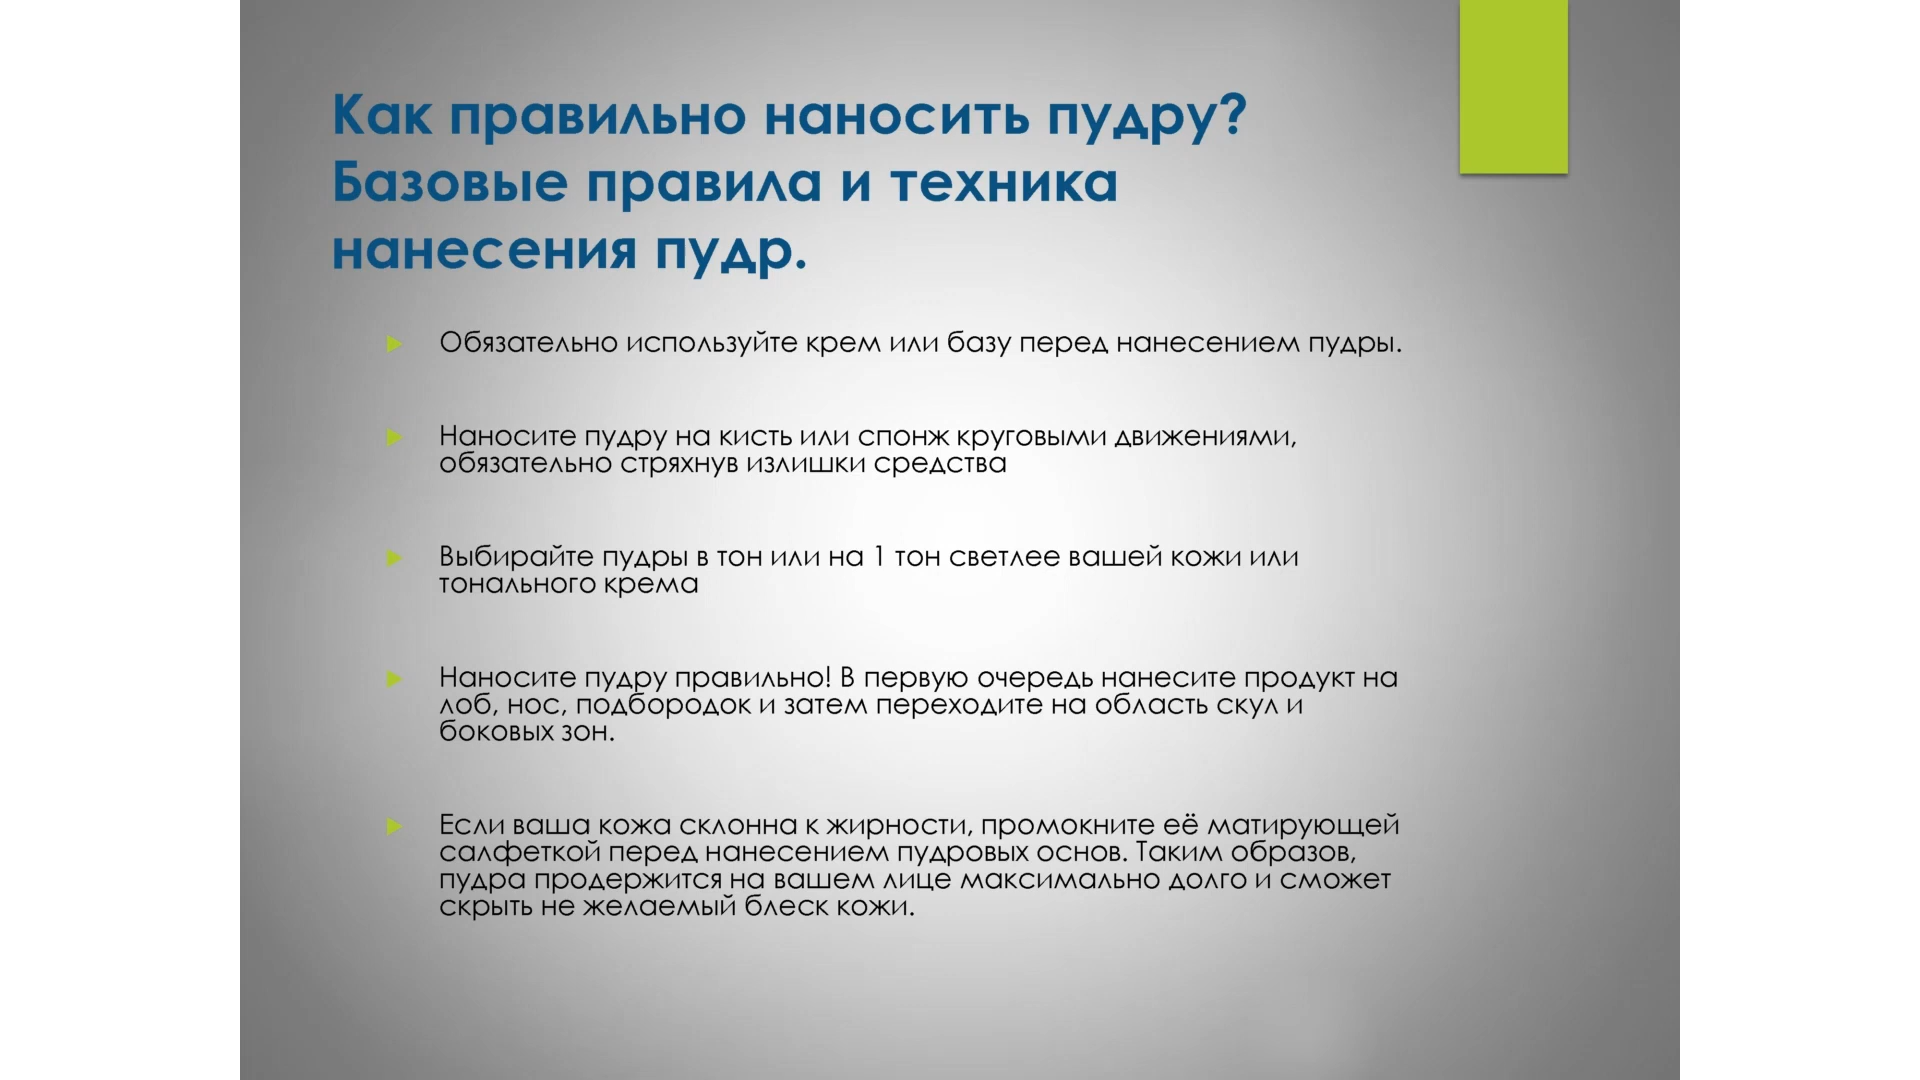 Как правильно наносить пудру?
Базовые правила и техника
нанесения пудр.
Обязательно используйте крем или базу перед нанесением пудры.
Наносите пудру на кисть или спонж круговыми движениями,
обязательно стряхнув излишки средства
Выбирайте пудры в тон или на 1 тон светлее вашей кожи или
тонального крема
Наносите пудру правильно! В первую очередь нанесите продукт на
лоб, нос, подбородок и затем переходите на область скул и
боковых зон.
Если ваша кожа склонна к жирности, промокните её матирующей
салфеткой перед нанесением пудровых основ. Таким образов,
пудра продержится на вашем лице максимально долго и сможет
скрыть не желаемый блеск кожи.